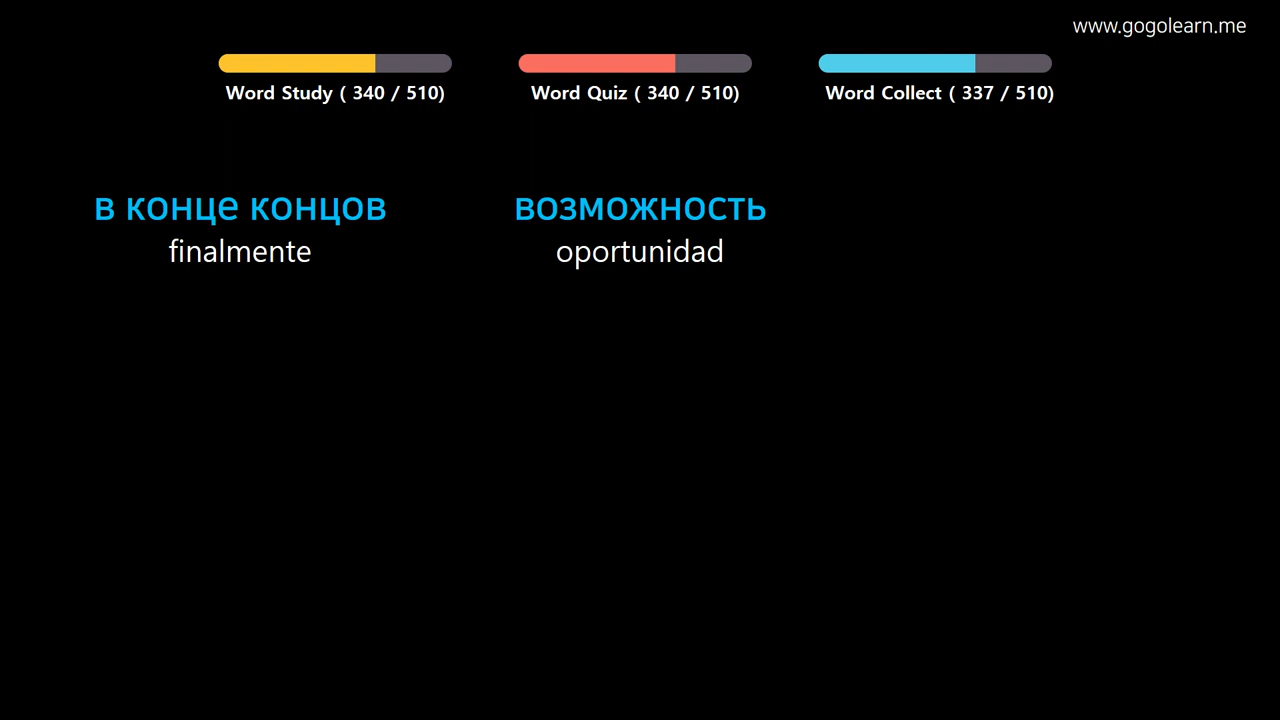 www.gogolearn.me
Word Study ( 340 / 510)
Word Quiz ( 340 / 510)
Word Collect ( 337 / 510)
в конце концов
finalmente
возможность
oportunidad